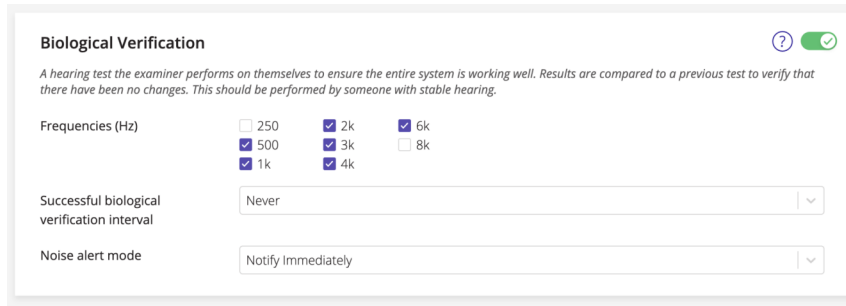 Biological Verification
?
A hearing test the examiner performs on themselves to ensure the entire system is working well. Results are compared to a previous test to verify that
there have been no changes. This should be performed by someone with stable hearing.
Frequencies (Hz)
250 2k 6k
500 3k 8k
1k 4k
Successful biological
verification interval
Never
Noise alert mode
Notify Immediately